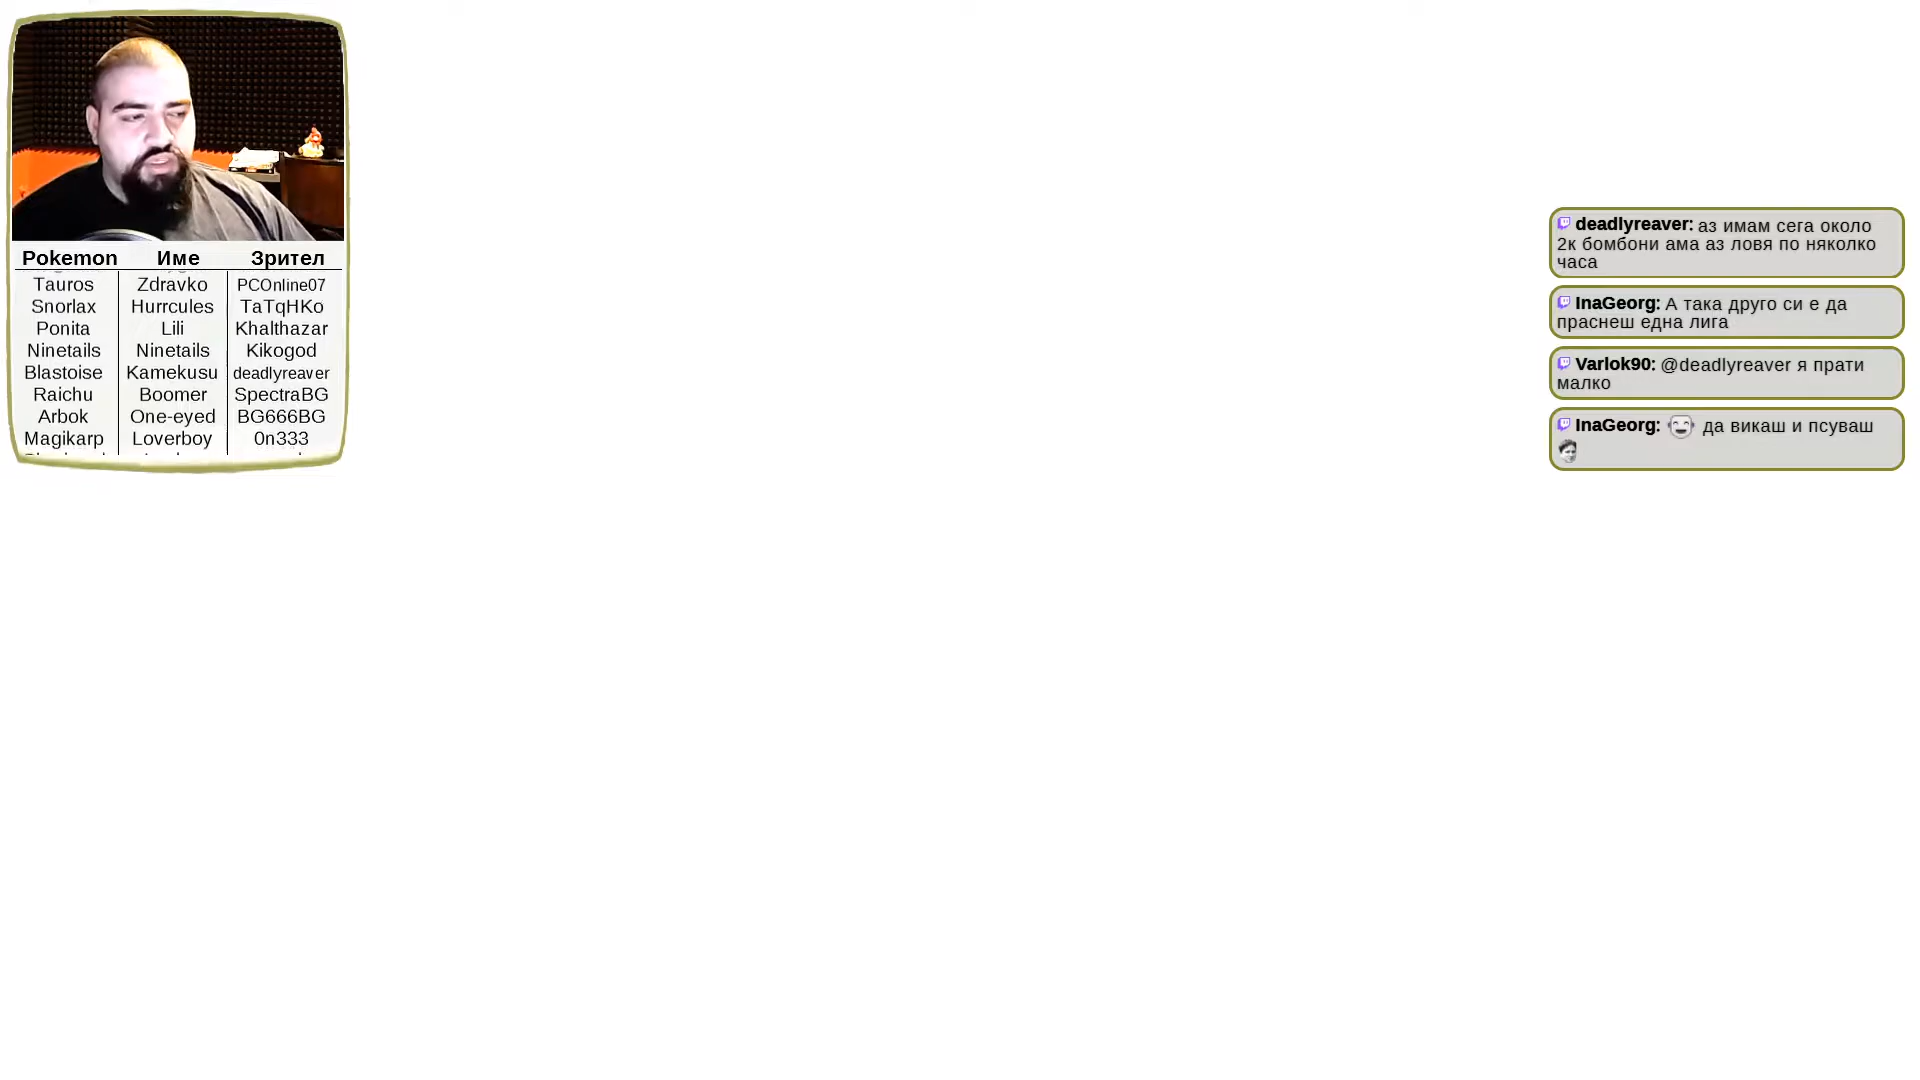 Pokemon Име Зрител
Tauros Zdravko PCOnline07
Snorlax Hurrcules TaTqHKo
Ponita Lili Khalthazar
Ninetails Ninetails Kikogod
Blastoise Kamekusu deadlyreaver
Raichu Boomer SpectraBG
Arbok One-eyed BG666BG
Magikarp Loverboy 0n333
deadlyreaver: аз имам сега около
2к бомбони ама аз ловя по няколко
часа
InaGeorg: А така друго си е да
праснеш една лига
Varlok90: @deadlyreaver я прати
малко
InaGeorg: да викаш и псуваш